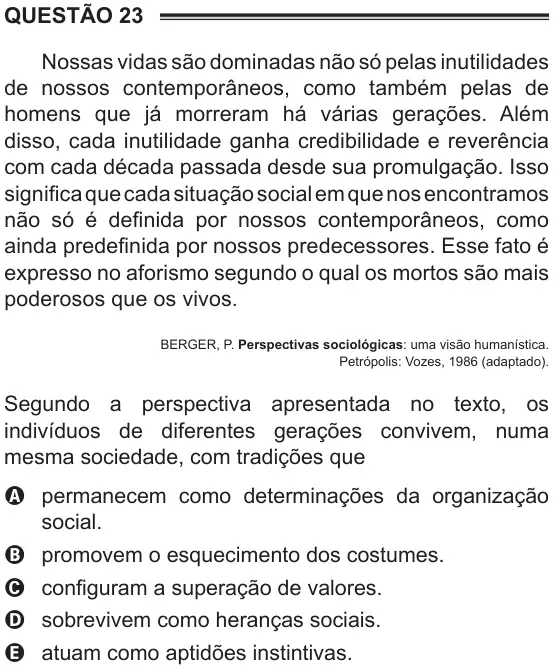 QUESTÃO 23
Nossas vidas são dominadas não só pelas inutilidades
de nossos contemporâneos, como também pelas de
homens que já morreram há várias gerações. Além
disso, cada inutilidade ganha credibilidade e reverência
com cada década passada desde sua promulgação. Isso
significa que cada situação social em que nos encontramos
não só é definida por nossos contemporâneos, como
ainda predefinida por nossos predecessores. Esse fato é
expresso no aforismo segundo o qual os mortos são mais
poderosos que os vivos.
BERGER, P. Perspectivas sociológicas: uma visão humanística.
Petrópolis: Vozes, 1986 (adaptado).
Segundo a perspectiva apresentada no texto, os
indivíduos de diferentes gerações convivem, numa
mesma sociedade, com tradições que
A permanecem como determinações da organização
social.
B promovem o esquecimento dos costumes.
C configuram a superação de valores.
D sobrevivem como heranças sociais.
E atuam como aptidões instintivas.